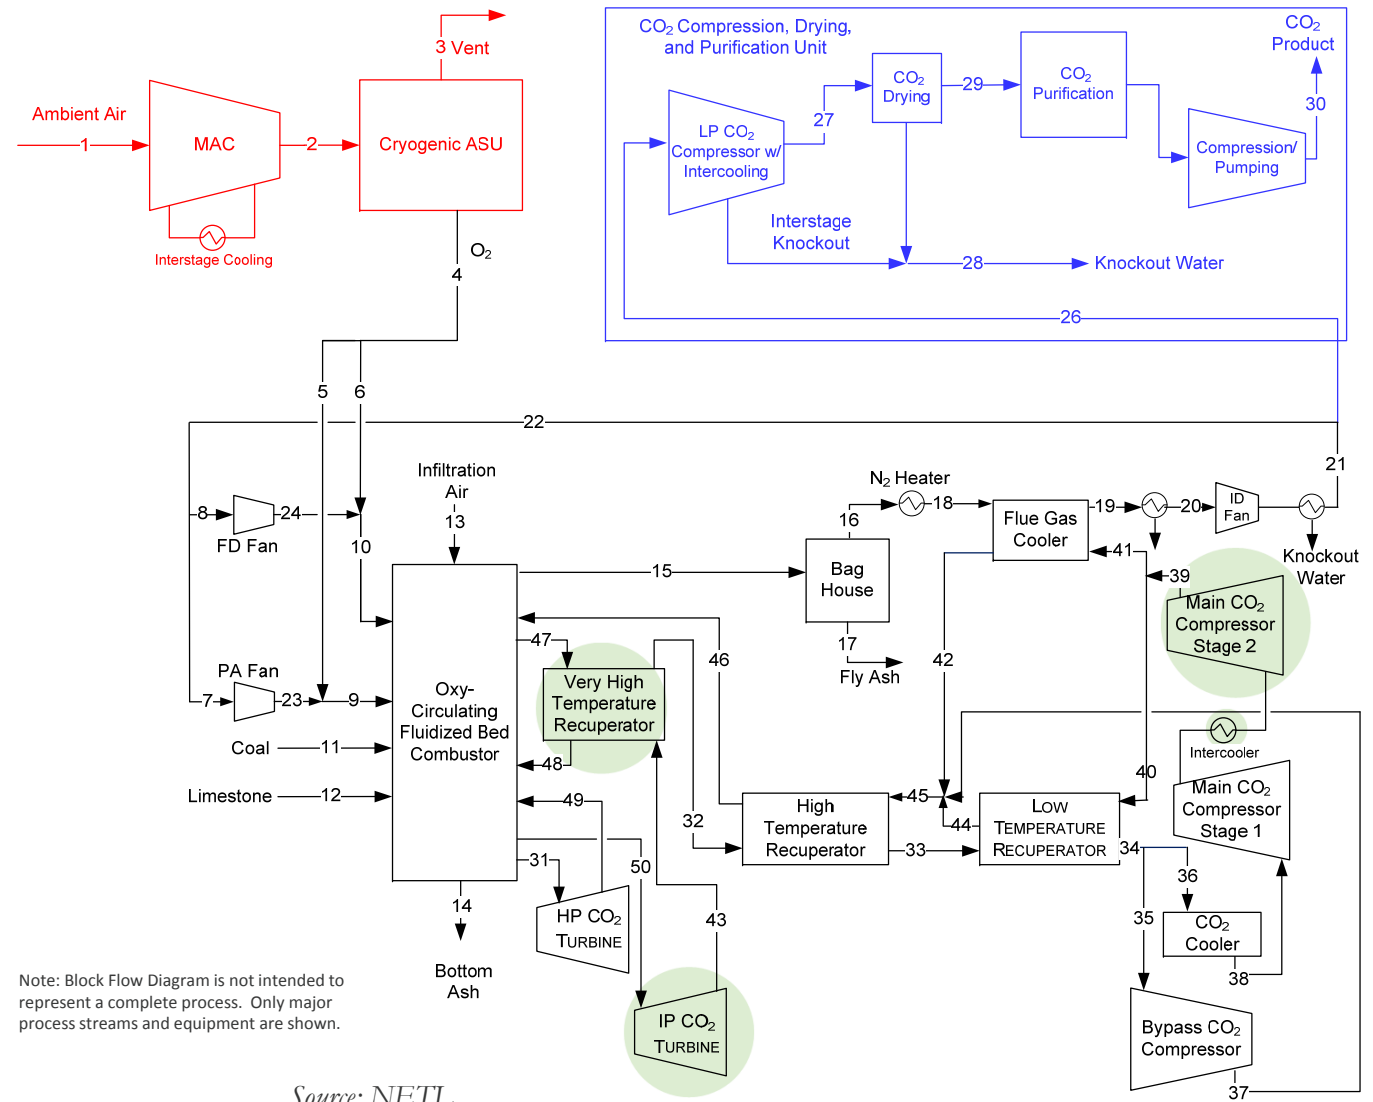 CO2 Compression, Drying,
and Purification Unit
CO2
Product
3 Vent
Ambient Air
1
MAC
2
Cryogenic ASU
Interstage Cooling
O2
4
LP CO2
Compressor w/
Intercooling
27
CO2
Drying
29
CO2
Purification
30
Compression/
Pumping
Interstage
Knockout
28
Knockout Water
26
5
6
22
21
8
24
FD Fan
10
Infiltration
Air
13
15
16
N2 Heater
18
Bag
House
17
Fly Ash
Flue Gas
Cooler
19
20
ID
Fan
Knockout
Water
41
39
Main CO2
Compressor
Stage 2
Intercooler
Main CO2
Compressor
Stage 1
40
42
46
47
Very High
Temperature
Recuperator
48
49
PA Fan
7
23
9
Coal
11
Limestone
12
Oxy-
Circulating
Fluidized Bed
Combustor
32
High
Temperature
Recuperator
45
44
33
Low
Temperature
Recuperator
34
36
35
CO2
Cooler
38
31
50
43
14
Bottom
Ash
HP CO2
Turbine
IP CO2
Turbine
Bypass CO2
Compressor
37
Note: Block Flow Diagram is not intended to
represent a complete process. Only major
process streams and equipment are shown.
Source: NETL